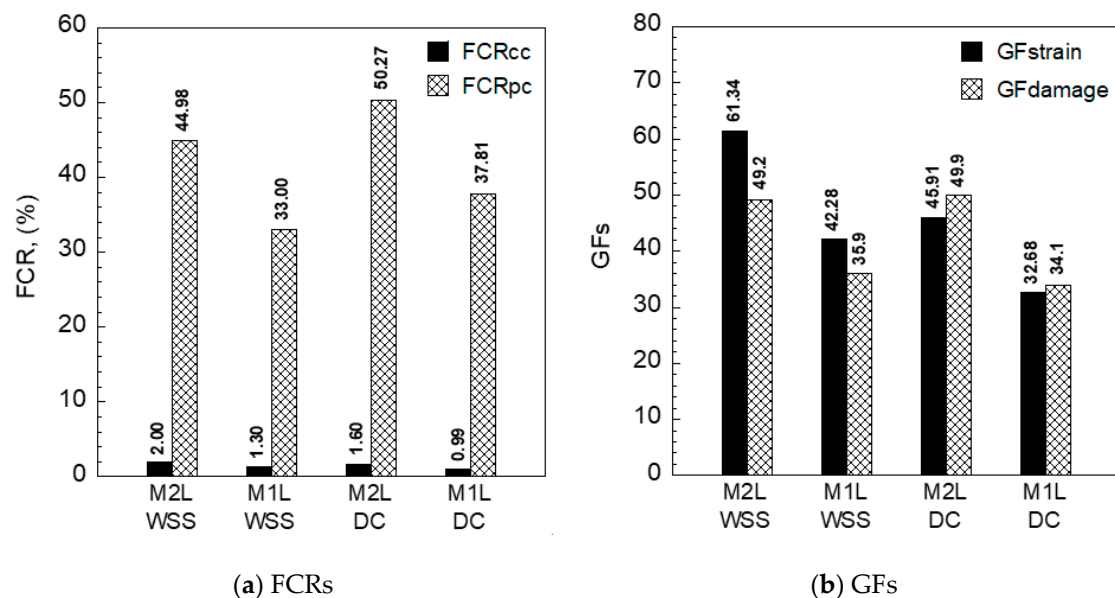 60
50
40
30
20
10
0
FCR, (%)
FCRcc
FCRpc
2.00
44.98
1.30
33.00
1.60
50.27
0.99
37.81
M2L
WSS
M1L
WSS
M2L
DC
M1L
DC
(a) FCRs
80
70
60
50
40
30
20
10
0
GFs
GFstrain
GFdamage
61.34
49.2
42.28
35.9
45.91
49.9
32.68
34.1
M2L
WSS
M1L
WSS
M2L
DC
M1L
DC
(b) GFs